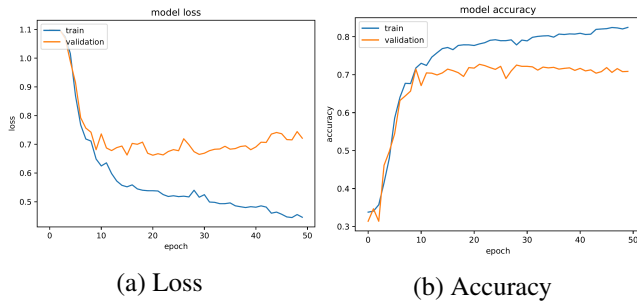 model loss
train
validation
1.1
1.0
0.9
0.8
0.7
0.6
0.5
loss
0
10
20
30
40
50
epoch
(a) Loss
model accuracy
train
validation
0.8
0.7
0.6
0.5
0.4
0.3
accuracy
0
10
20
30
40
50
epoch
(b) Accuracy